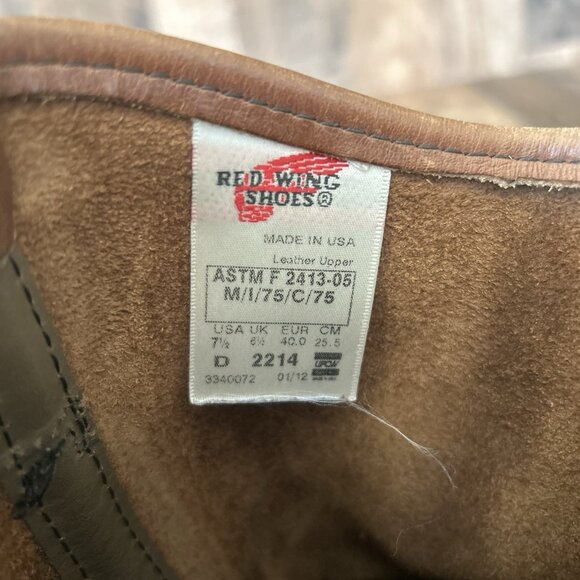 RED WING
SHOES®
MADE IN USA
Leather Upper
ASTM F 2413-05
M/I/75/C/75
USA UK EUR CM
7½ 6½ 40.0 25.5
D 2214 UFCW
3340072 01/12